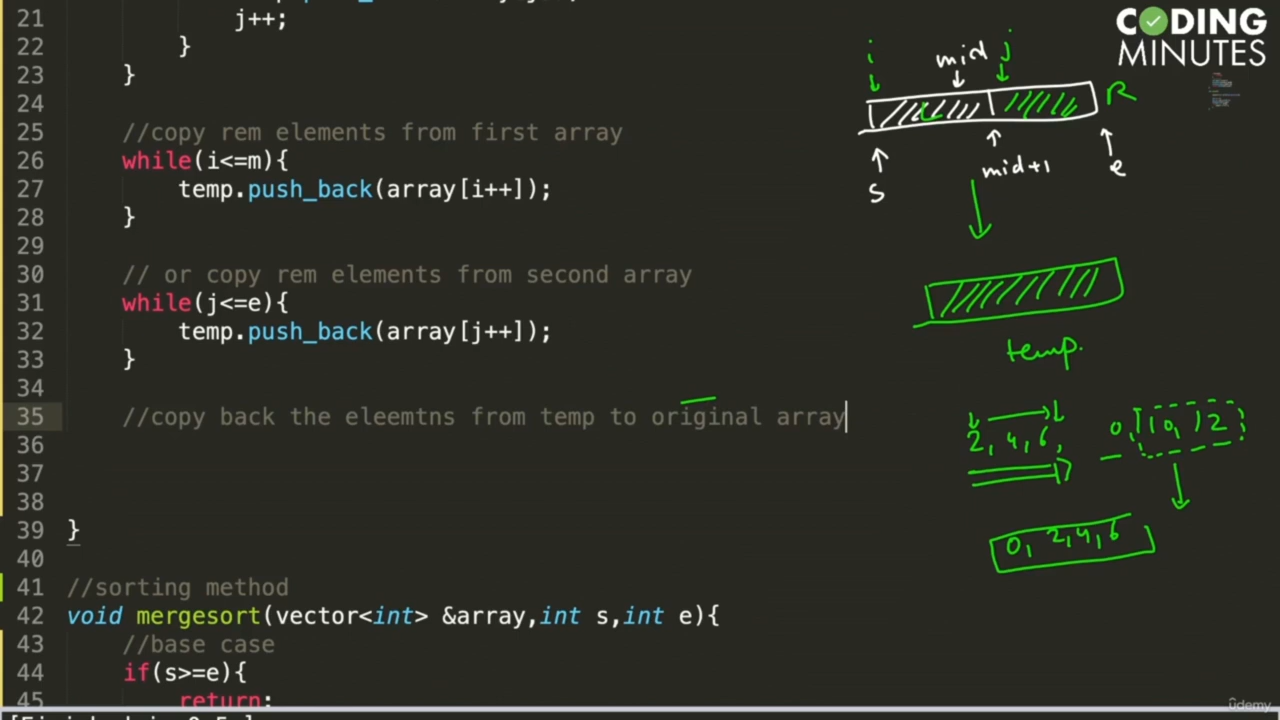 21 j++;
22 }
23 }
24
25 //copy rem elements from first array
26 while(i<=m){
27 temp.push_back(array[i++]);
28 }
29
30 // or copy rem elements from second array
31 while(j<=e){
32 temp.push_back(array[j++]);
33 }
34
35 //copy back the eleemtns from temp to original array
36
37
38
39 }
40
41 //sorting method
42 void mergesort(vector<int> &array,int s,int e){
43 //base case
44 if(s>=e){
45 return;
CODING
MINUTES
i mid j
L R
s mid+1 e
temp.
2, 4, 6, 0, 10, 12
0, 2, 4, 6
ûdemy